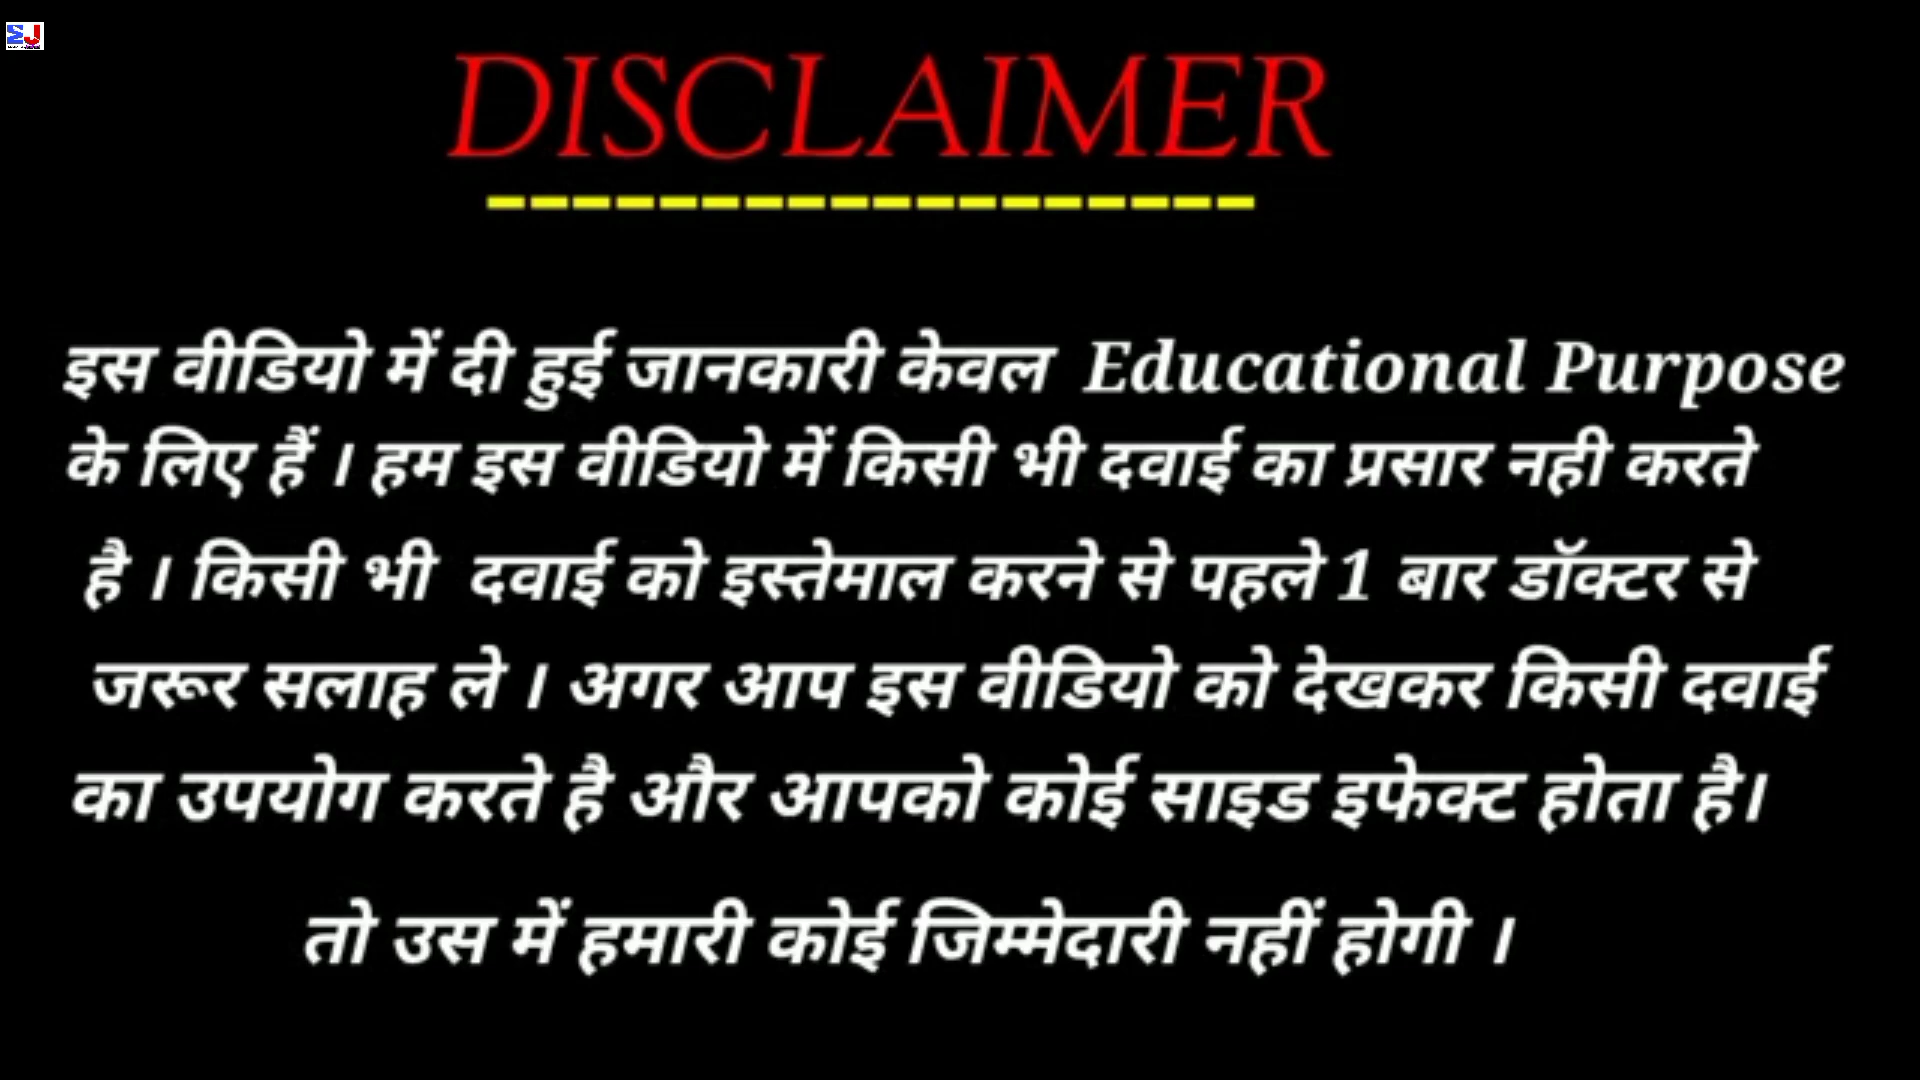 DISCLAIMER
------------------
इस वीडियो में दी हुई जानकारी केवल Educational Purpose
के लिए हैं । हम इस वीडियो में किसी भी दवाई का प्रसार नही करते
है । किसी भी दवाई को इस्तेमाल करने से पहले 1 बार डॉक्टर से
जरूर सलाह ले । अगर आप इस वीडियो को देखकर किसी दवाई
का उपयोग करते है और आपको कोई साइड इफेक्ट होता है।
तो उस में हमारी कोई जिम्मेदारी नहीं होगी ।